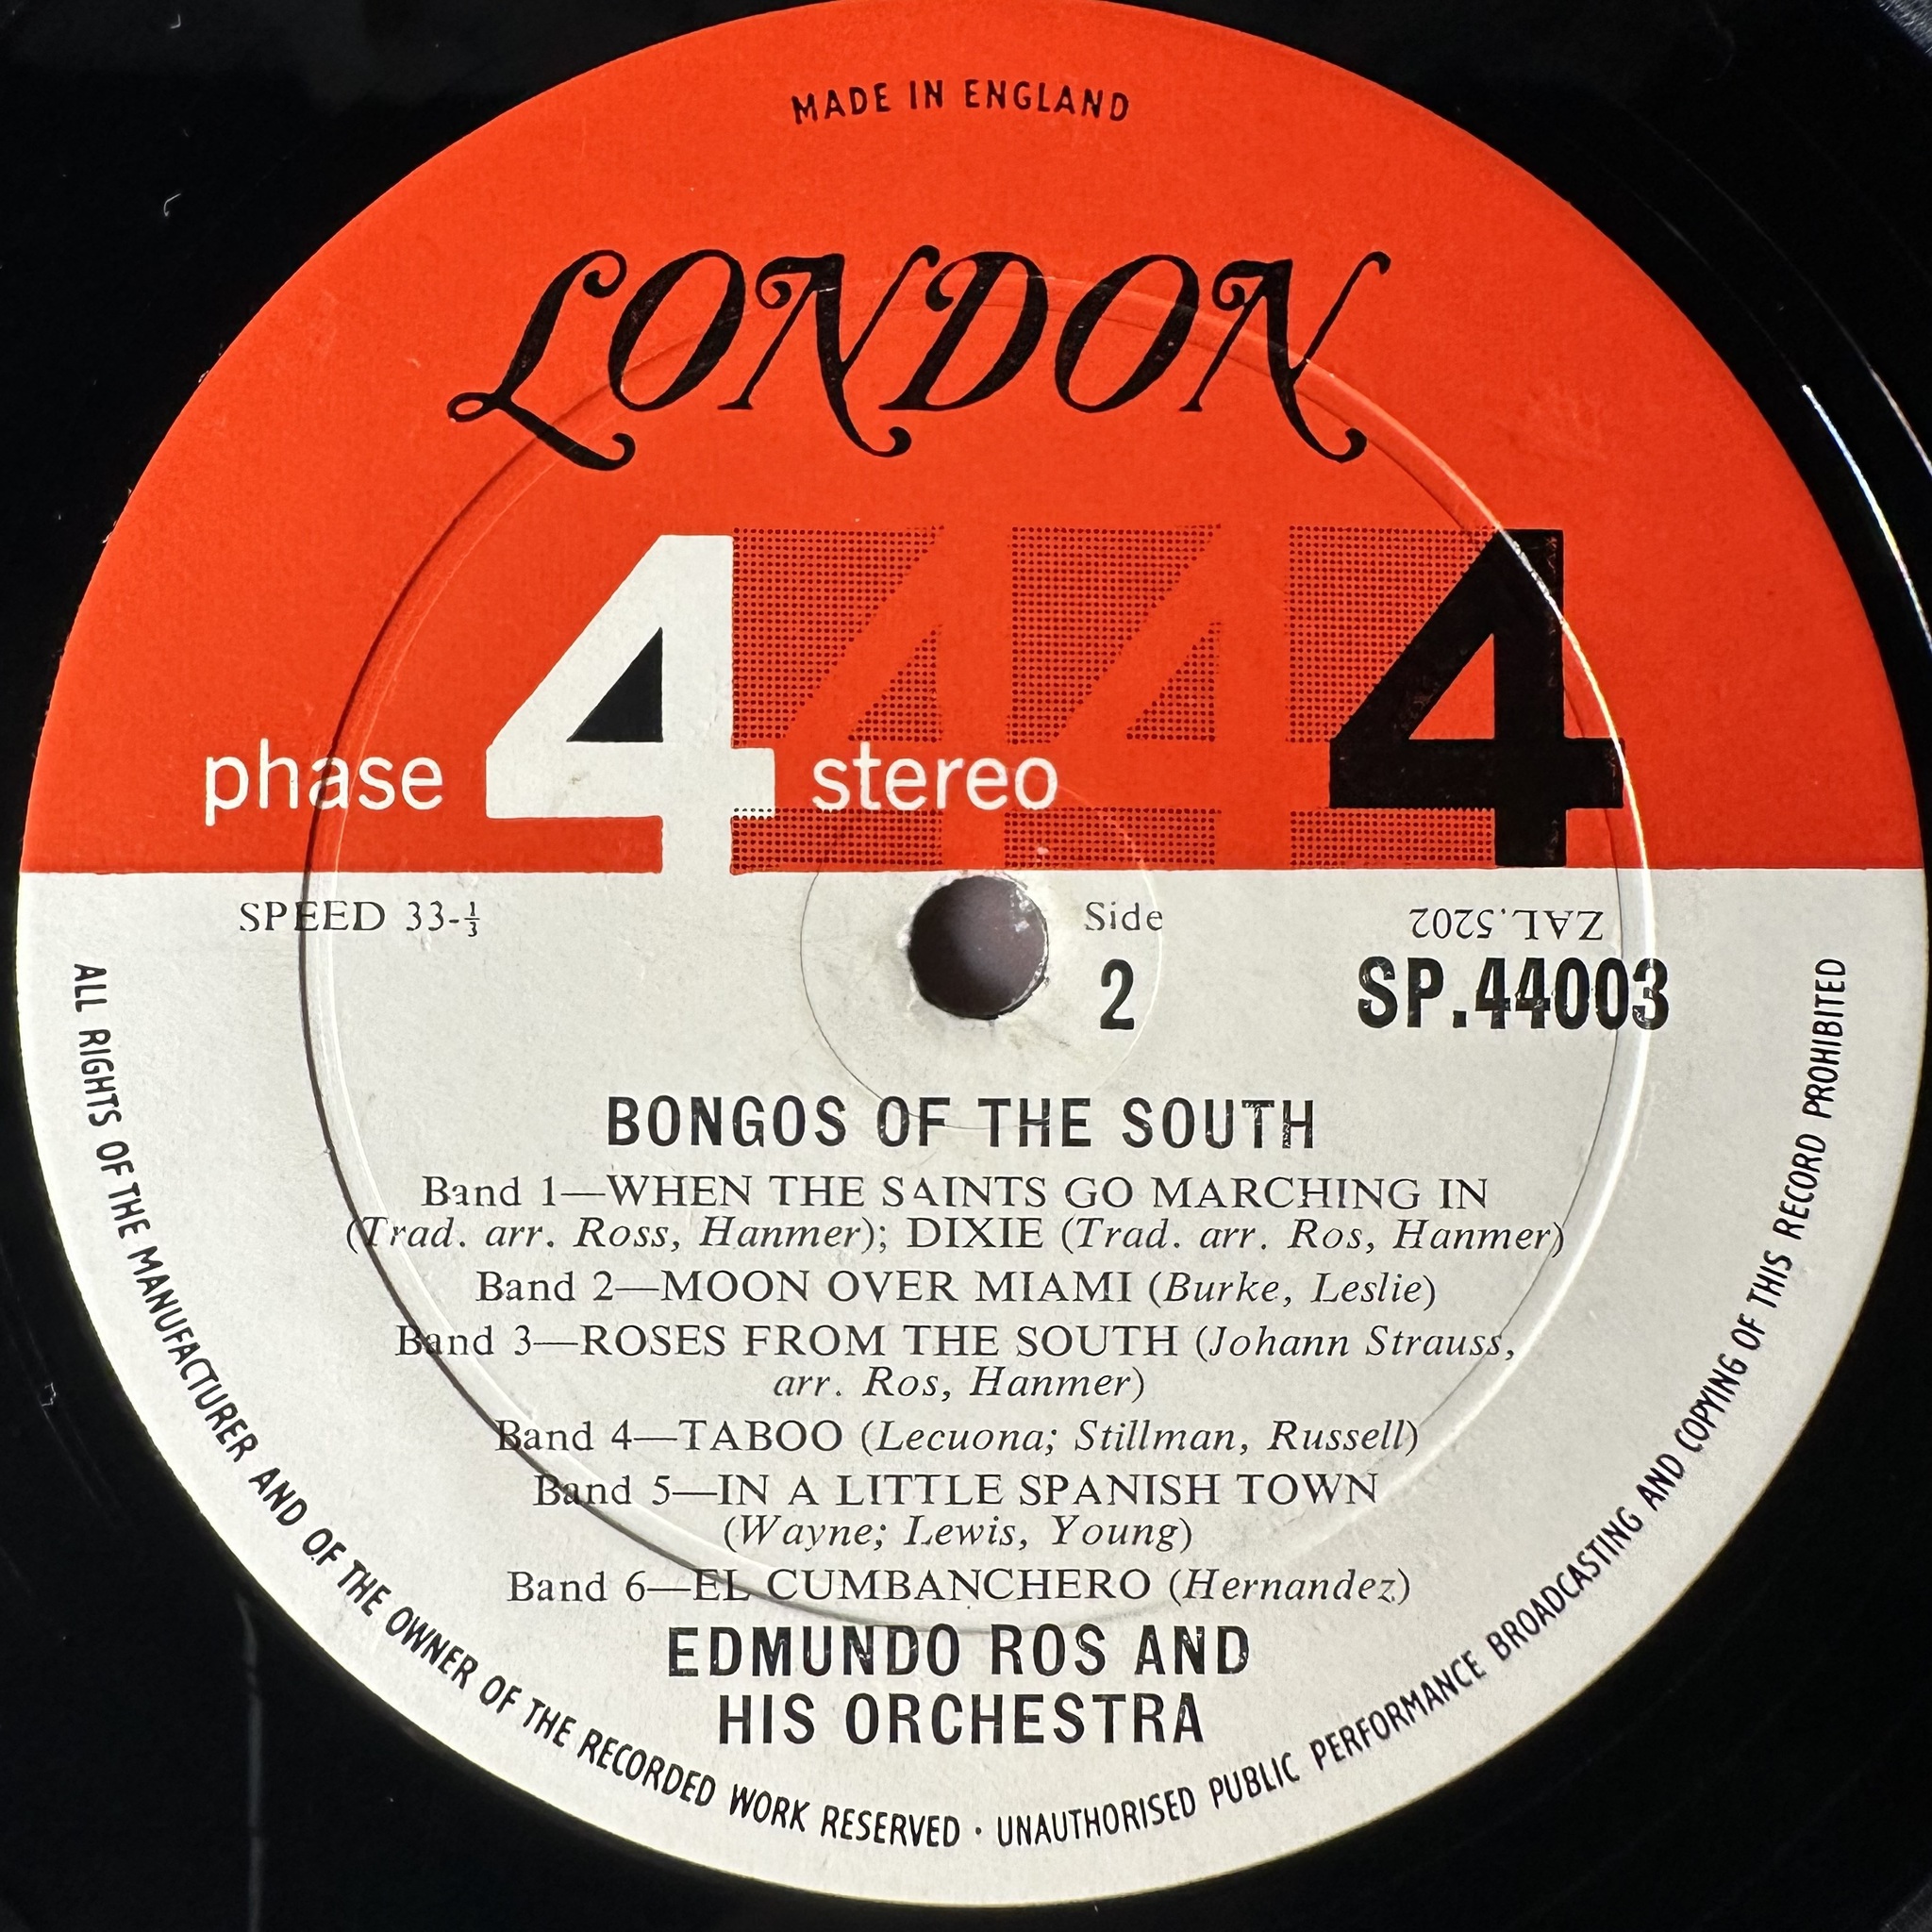 MADE IN ENGLAND
LONDON
4 4 4 4
phase 4 stereo
SPEED 33-⅓
Side
2
ZAL.5202
SP.44003
BONGOS OF THE SOUTH
Band 1—WHEN THE SAINTS GO MARCHING IN
(Trad. arr. Ross, Hanmer); DIXIE (Trad. arr. Ros, Hanmer)
Band 2—MOON OVER MIAMI (Burke, Leslie)
Band 3—ROSES FROM THE SOUTH (Johann Strauss,
arr. Ros, Hanmer)
Band 4—TABOO (Lecuona; Stillman, Russell)
Band 5—IN A LITTLE SPANISH TOWN
(Wayne; Lewis, Young)
Band 6—EL CUMBANCHERO (Hernandez)
EDMUNDO ROS AND
HIS ORCHESTRA
ALL RIGHTS OF THE MANUFACTURER AND OF THE OWNER OF THE RECORDED WORK RESERVED · UNAUTHORISED PUBLIC PERFORMANCE BROADCASTING AND COPYING OF THIS RECORD PROHIBITED